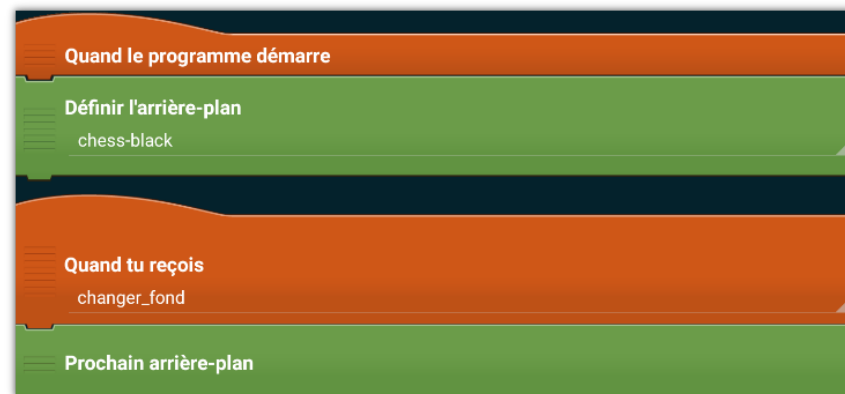 Quand le programme démarre
Définir l'arrière-plan
chess-black
Quand tu reçois
changer_fond
Prochain arrière-plan